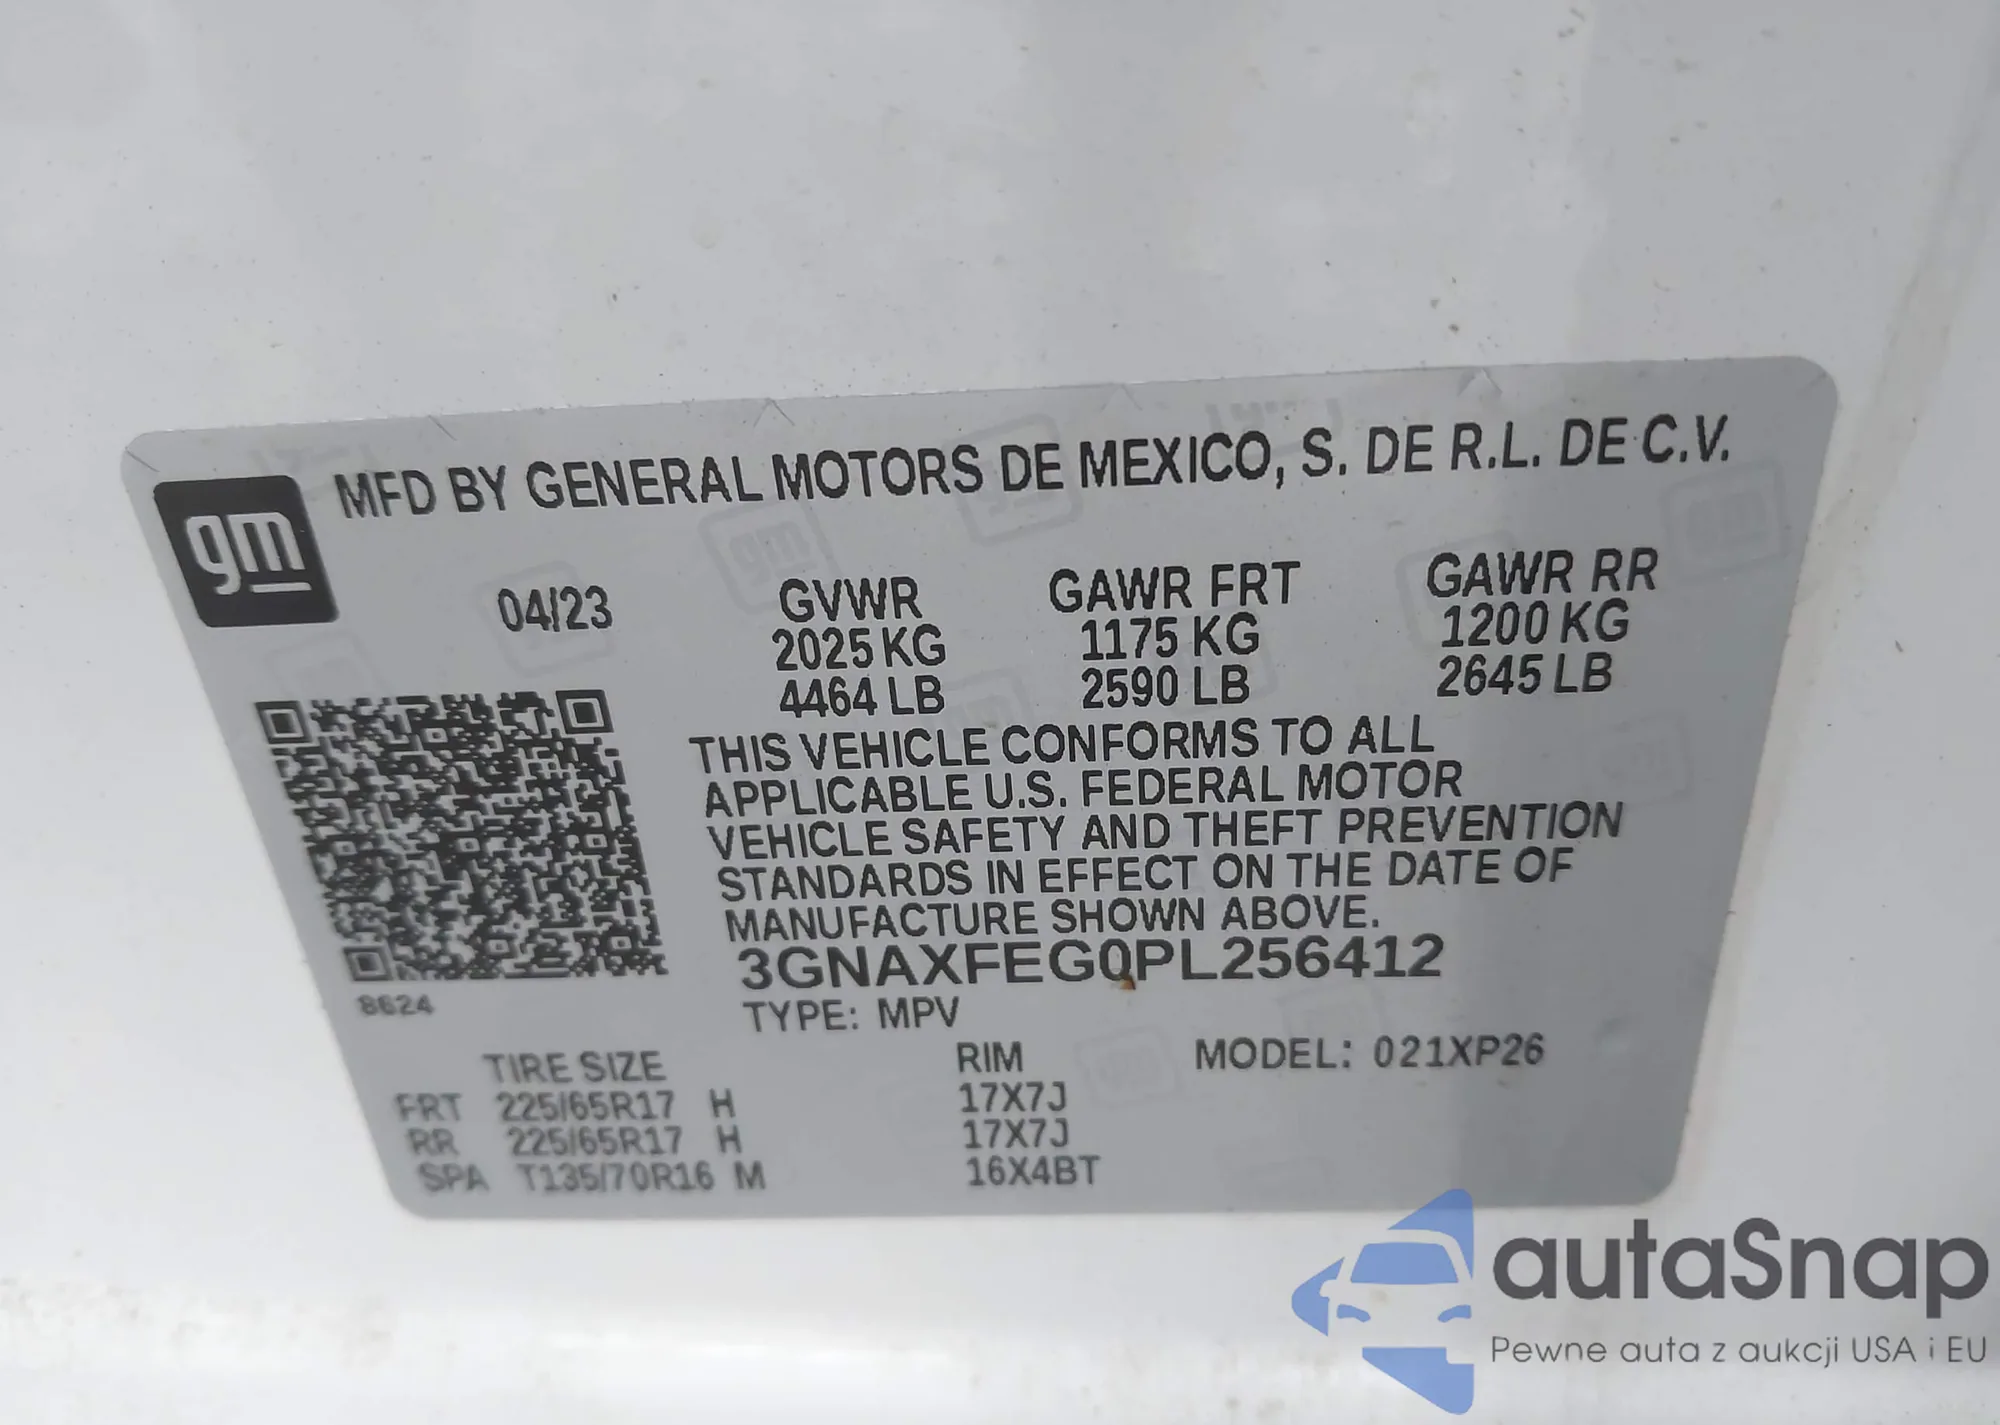 gm
MFD BY GENERAL MOTORS DE MEXICO, S. DE R.L. DE C.V.
04/23 GVWR GAWR FRT GAWR RR
2025 KG 1175 KG 1200 KG
4464 LB 2590 LB 2645 LB
THIS VEHICLE CONFORMS TO ALL
APPLICABLE U.S. FEDERAL MOTOR
VEHICLE SAFETY AND THEFT PREVENTION
STANDARDS IN EFFECT ON THE DATE OF
MANUFACTURE SHOWN ABOVE.
3GNAXFEG0PL256412
8624
TYPE: MPV
TIRE SIZE RIM MODEL: 021XP26
FRT 225/65R17 H 17X7J
RR 225/65R17 H 17X7J
SPA T135/70R16 M 16X4BT
autaSnap
Pewne auta z aukcji USA i EU